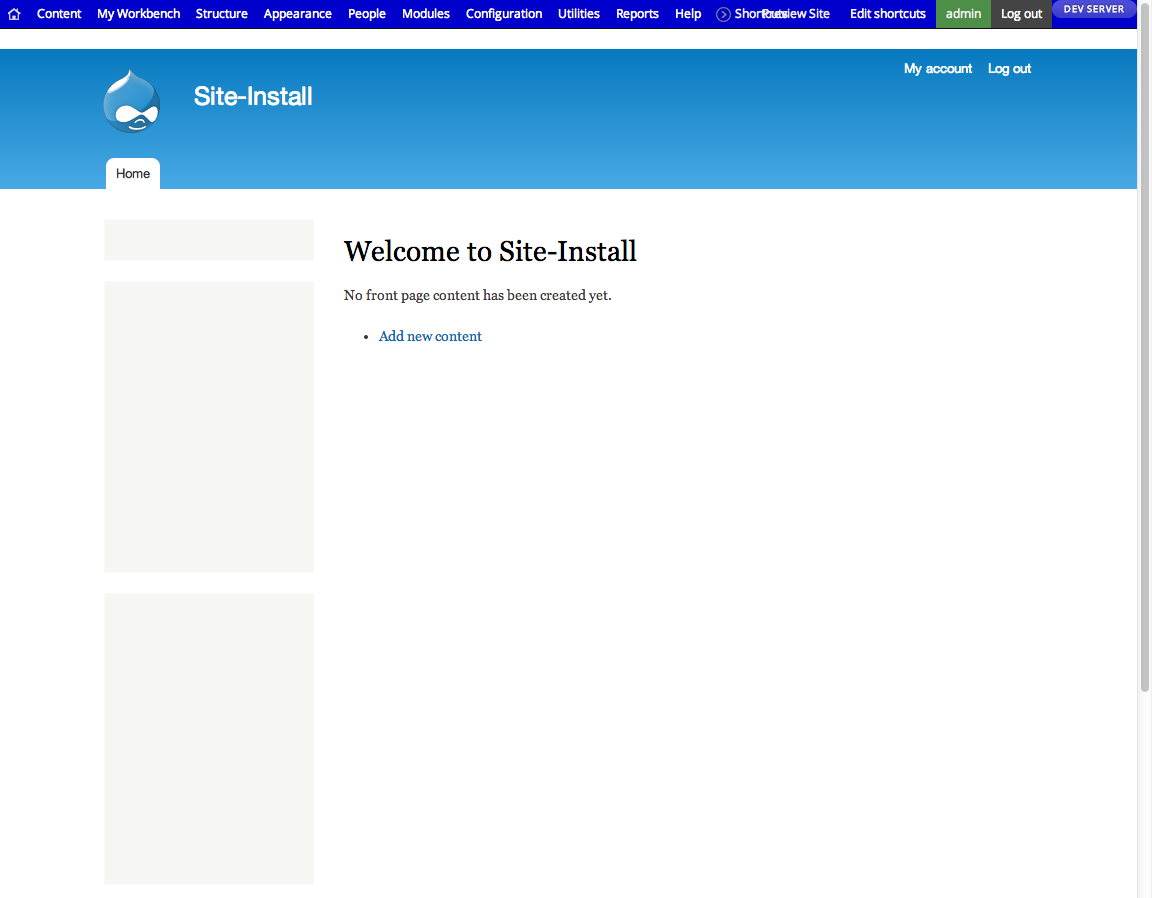 Content My Workbench Structure Appearance People Modules Configuration Utilities Reports Help Shortcuts Preview Site Edit shortcuts admin Log out DEV SERVER
My account Log out
Site-Install
Home
Welcome to Site-Install
No front page content has been created yet.
Add new content